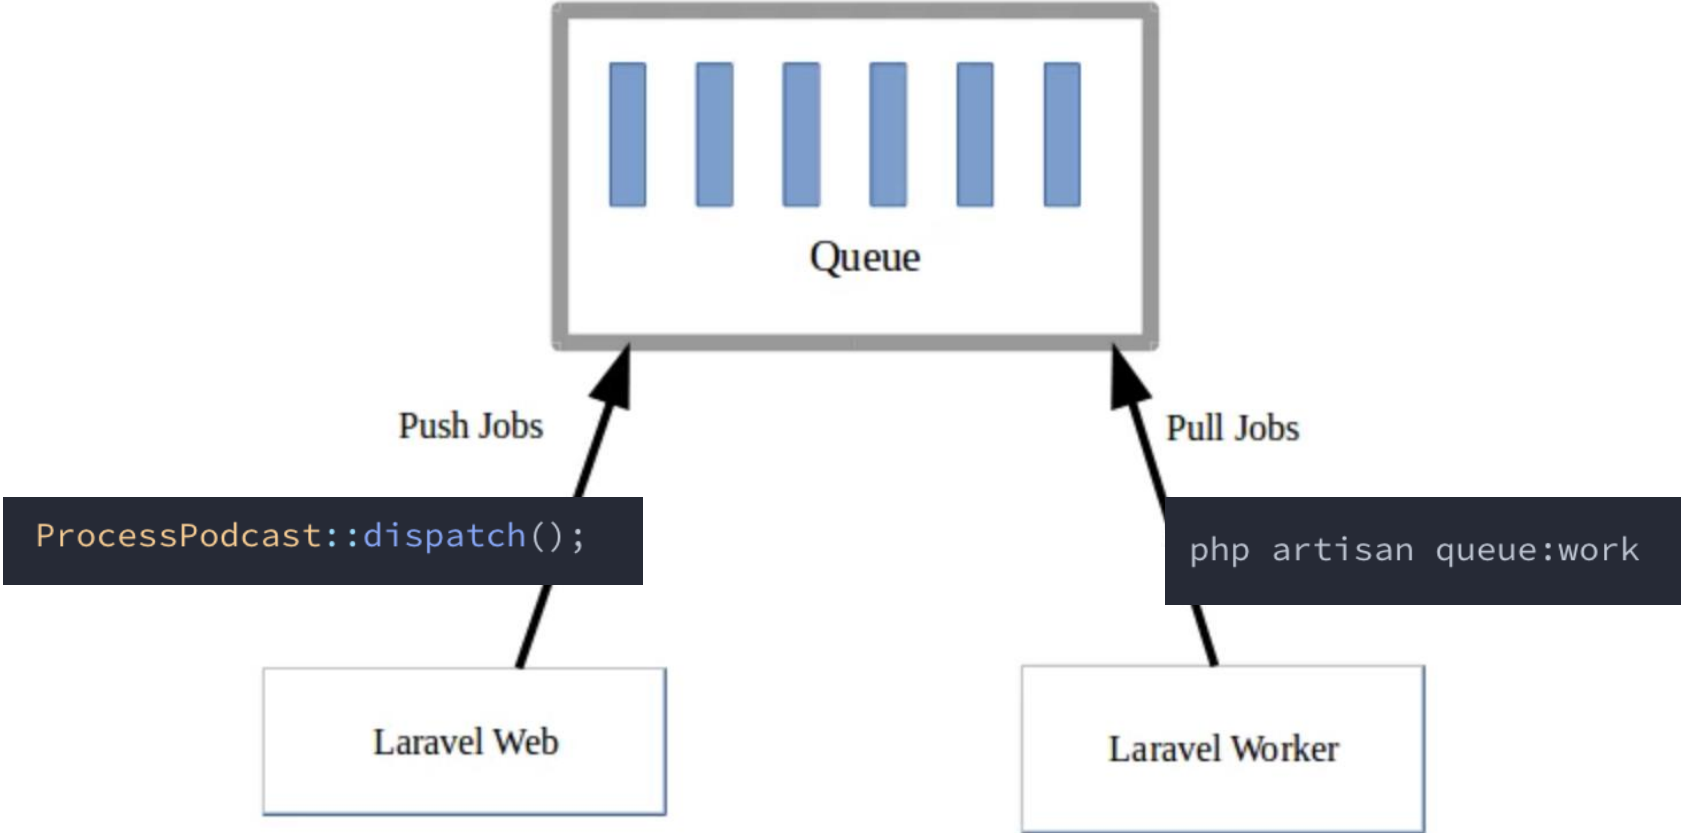 Queue
Push Jobs
Pull Jobs
ProcessPodcast::dispatch();
php artisan queue:work
Laravel Web
Laravel Worker